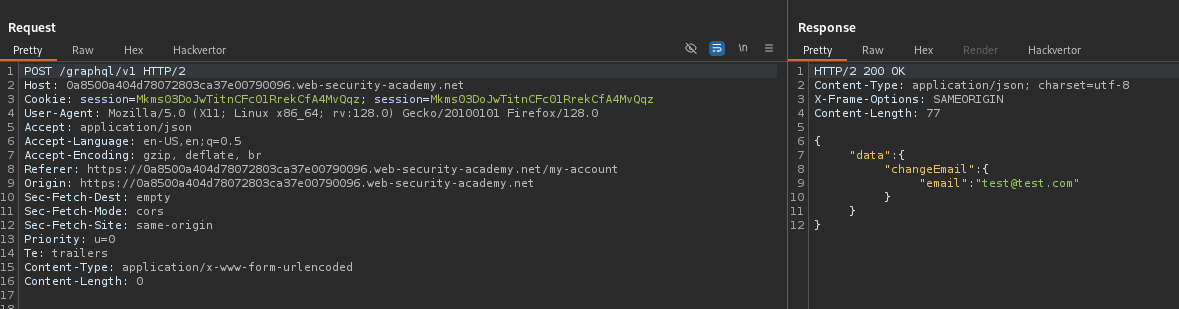 Request
Pretty Raw Hex Hackvertor \n
1 POST /graphql/v1 HTTP/2
2 Host: 0a8500a404d78072803ca37e00790096.web-security-academy.net
3 Cookie: session=Mkms03DoJwTitnCFc01RrekCfA4MvQqz; session=Mkms03DoJwTitnCFc01RrekCfA4MvQqz
4 User-Agent: Mozilla/5.0 (X11; Linux x86_64; rv:128.0) Gecko/20100101 Firefox/128.0
5 Accept: application/json
6 Accept-Language: en-US,en;q=0.5
7 Accept-Encoding: gzip, deflate, br
8 Referer: https://0a8500a404d78072803ca37e00790096.web-security-academy.net/my-account
9 Origin: https://0a8500a404d78072803ca37e00790096.web-security-academy.net
10 Sec-Fetch-Dest: empty
11 Sec-Fetch-Mode: cors
12 Sec-Fetch-Site: same-origin
13 Priority: u=0
14 Te: trailers
15 Content-Type: application/x-www-form-urlencoded
16 Content-Length: 0
17
18
Response
Pretty Raw Hex Render Hackvertor
1 HTTP/2 200 OK
2 Content-Type: application/json; charset=utf-8
3 X-Frame-Options: SAMEORIGIN
4 Content-Length: 77
5
6 {
7 "data":{
8 "changeEmail":{
9 "email":"test@test.com"
10 }
11 }
12 }